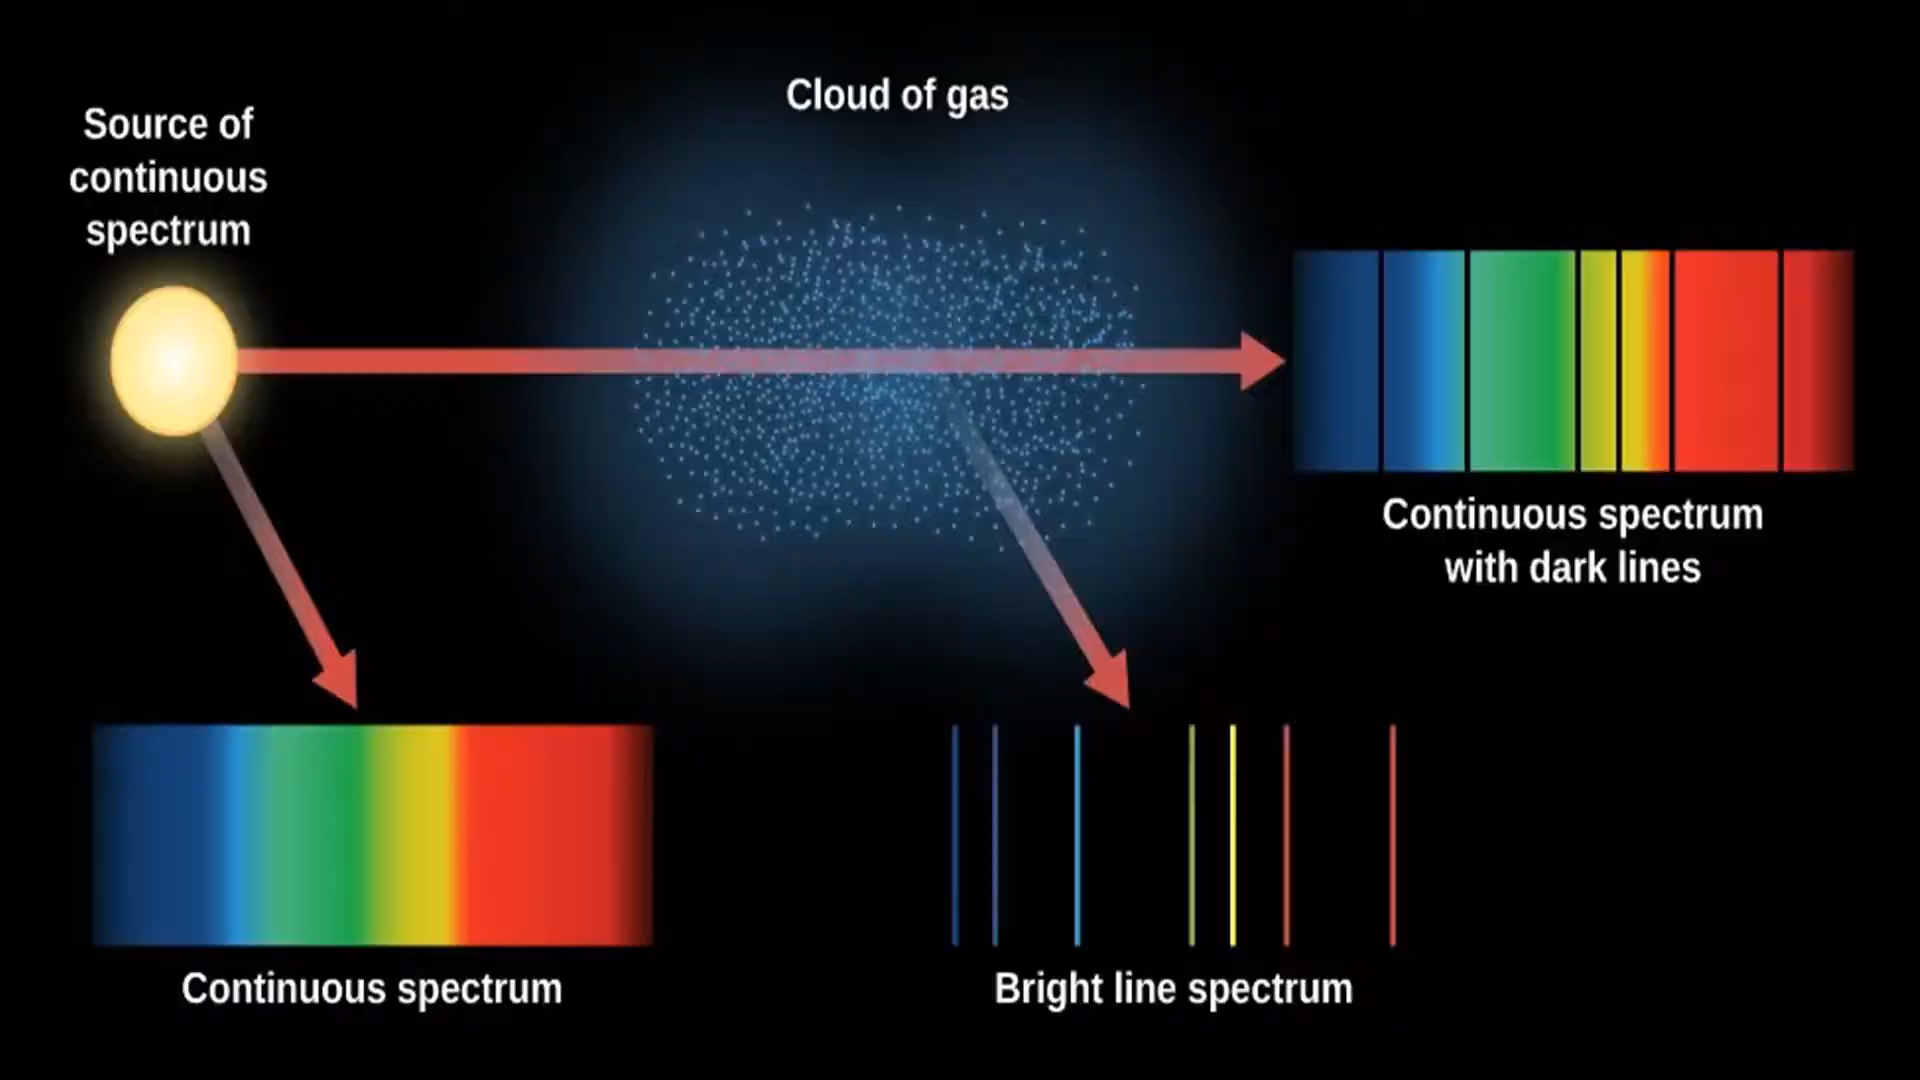 Cloud of gas
Source of
continuous
spectrum
Continuous spectrum
with dark lines
Continuous spectrum
Bright line spectrum